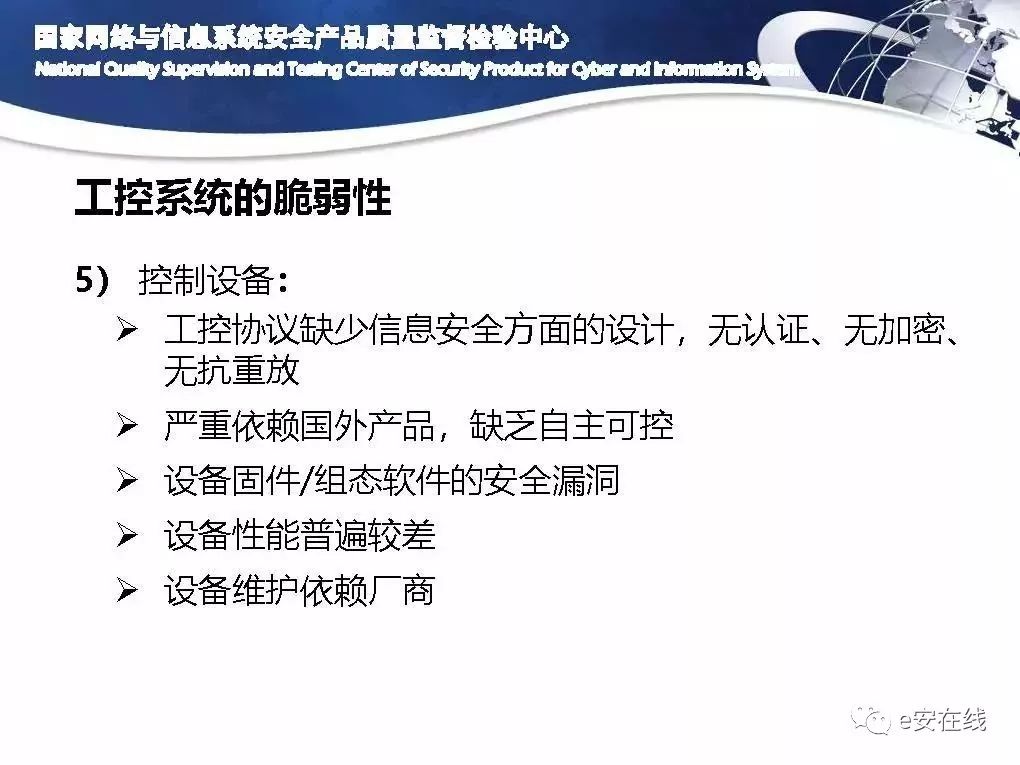 国家网络与信息系统安全产品质量监督检验中心
National Quality Supervision and Testing Center of Security Product for Cyber and Information System
工控系统的脆弱性
5） 控制设备：
➢ 工控协议缺少信息安全方面的设计，无认证、无加密、
无抗重放
➢ 严重依赖国外产品，缺乏自主可控
➢ 设备固件/组态软件的安全漏洞
➢ 设备性能普遍较差
➢ 设备维护依赖厂商
e安在线